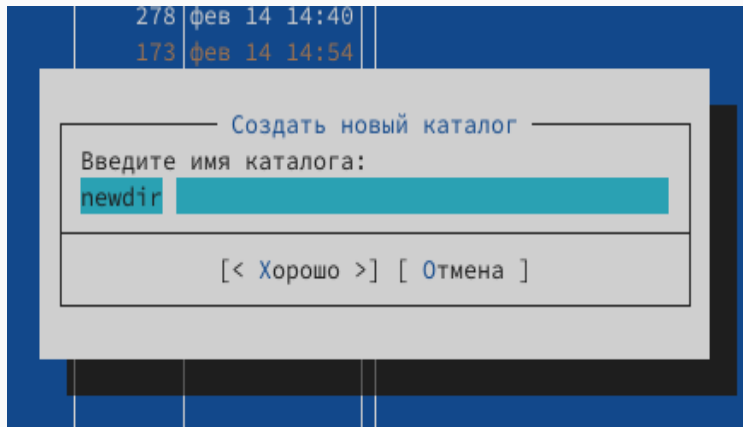 278 фев 14 14:40
173 фев 14 14:54
Создать новый каталог
Введите имя каталога:
newdir
[< Хорошо >] [ Отмена ]